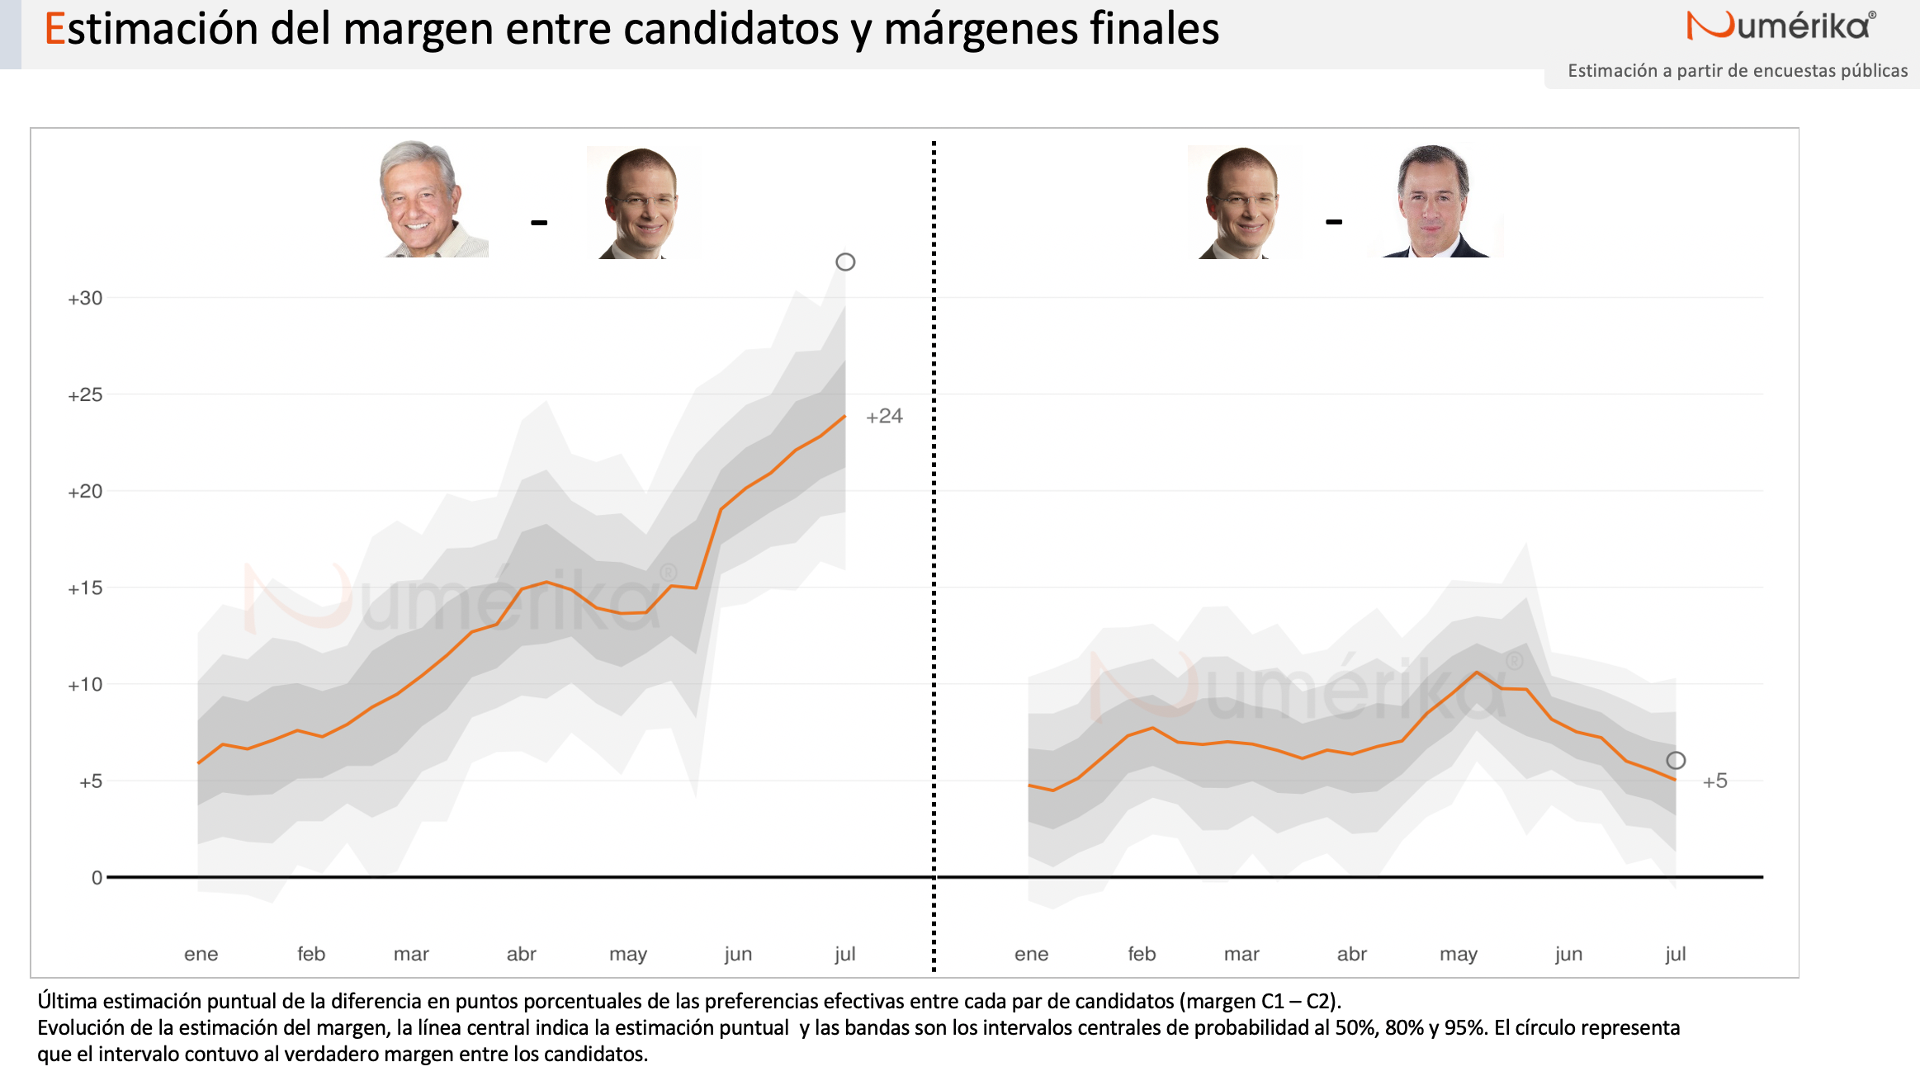 Estimación del margen entre candidatos y márgenes finales
Numérika®
Estimación a partir de encuestas públicas
-
-
+30
+25
+24
+20
+15
+10
+5
+5
0
Numérika®
Numérika®
ene feb mar abr may jun jul
ene feb mar abr may jun jul
Última estimación puntual de la diferencia en puntos porcentuales de las preferencias efectivas entre cada par de candidatos (margen C1 – C2).
Evolución de la estimación del margen, la línea central indica la estimación puntual y las bandas son los intervalos centrales de probabilidad al 50%, 80% y 95%. El círculo representa
que el intervalo contuvo al verdadero margen entre los candidatos.